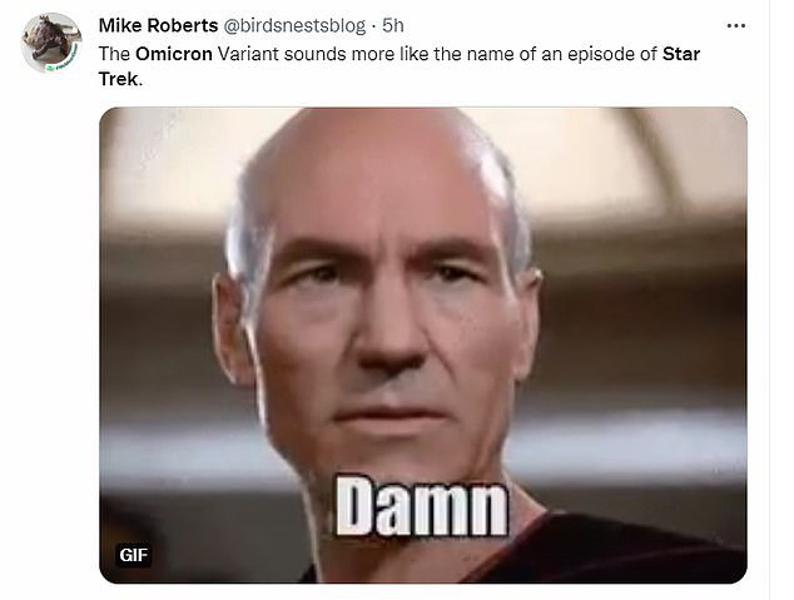 Mike Roberts @birdsnestsblog · 5h
The Omicron Variant sounds more like the name of an episode of Star
Trek.
Damn
GIF